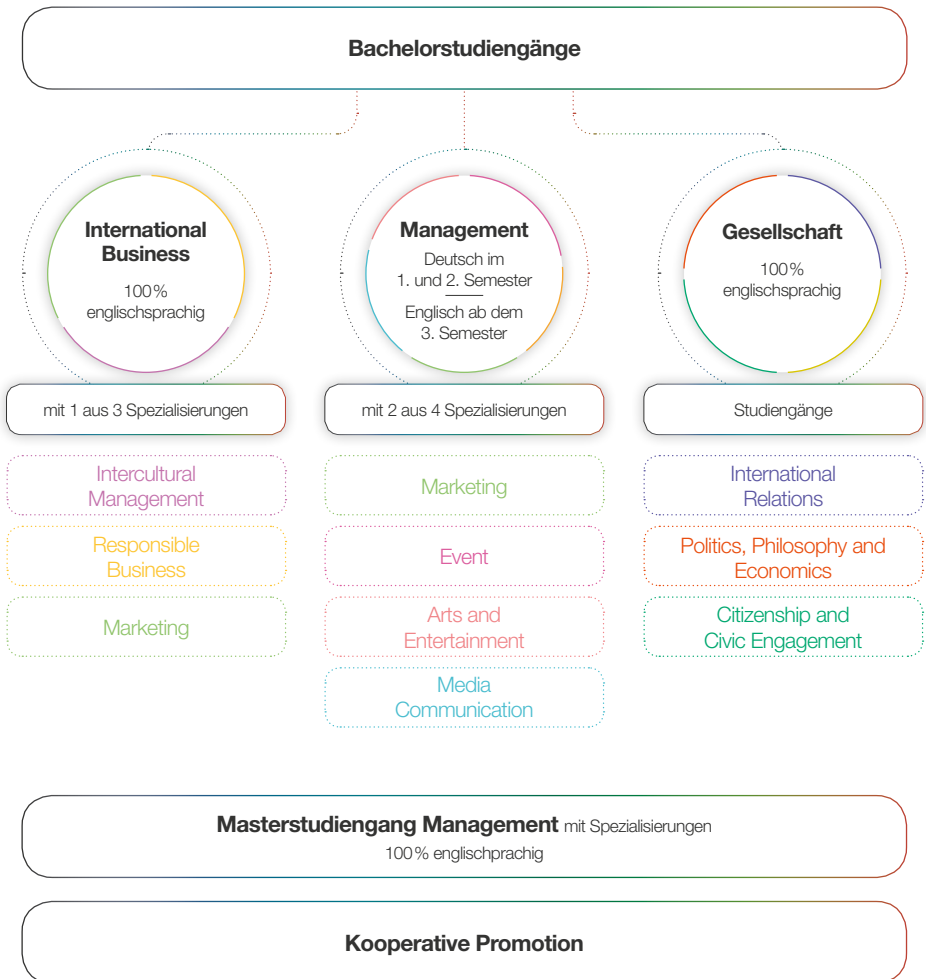 Bachelorstudiengänge
International
Business
100%
englischsprachig
Management
Deutsch im
1. und 2. Semester
Englisch ab dem
3. Semester
Gesellschaft
100%
englischsprachig
mit 1 aus 3 Spezialisierungen
mit 2 aus 4 Spezialisierungen
Studiengänge
Intercultural
Management
Responsible
Business
Marketing
Marketing
Event
Arts and
Entertainment
Media
Communication
International
Relations
Politics, Philosophy and
Economics
Citizenship and
Civic Engagement
Masterstudiengang Management mit Spezialisierungen
100% englischprachig
Kooperative Promotion